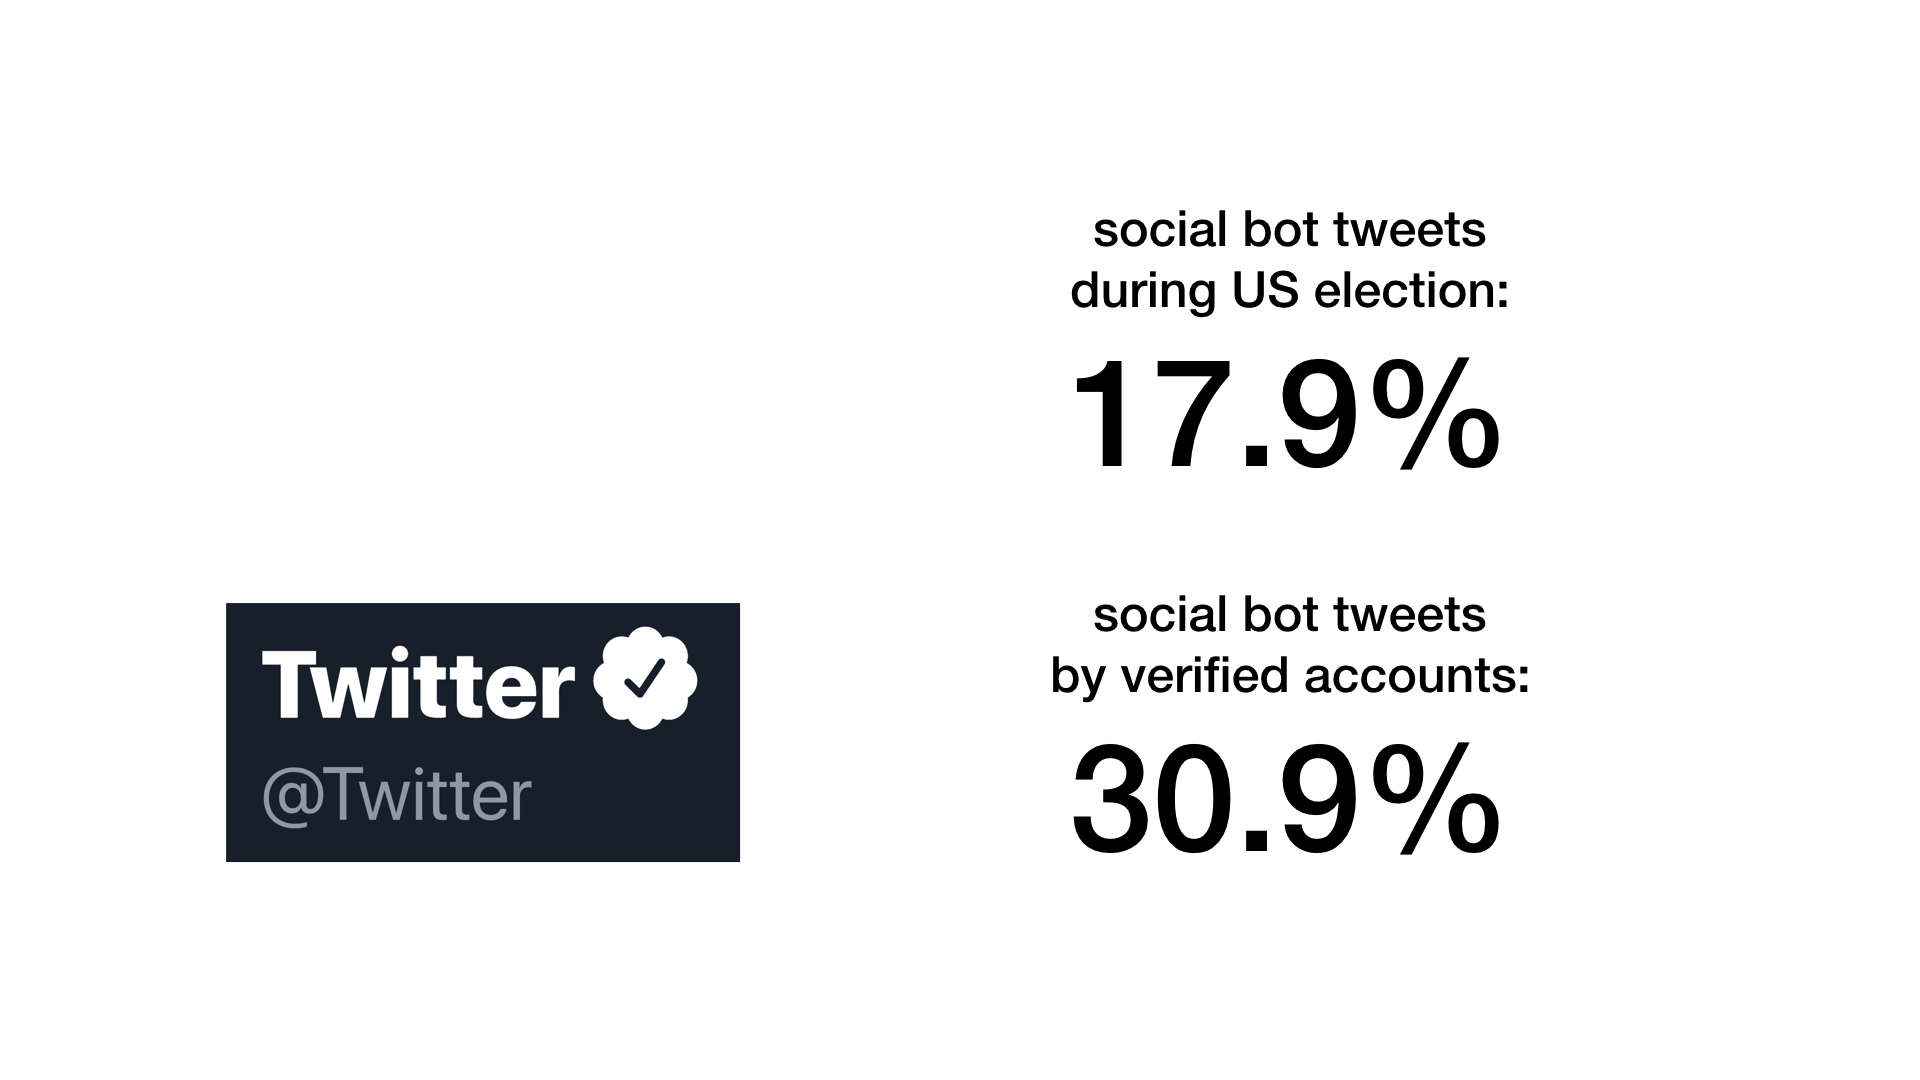 social bot tweets
during US election:
17.9%
Twitter
@Twitter
social bot tweets
by verified accounts:
30.9%